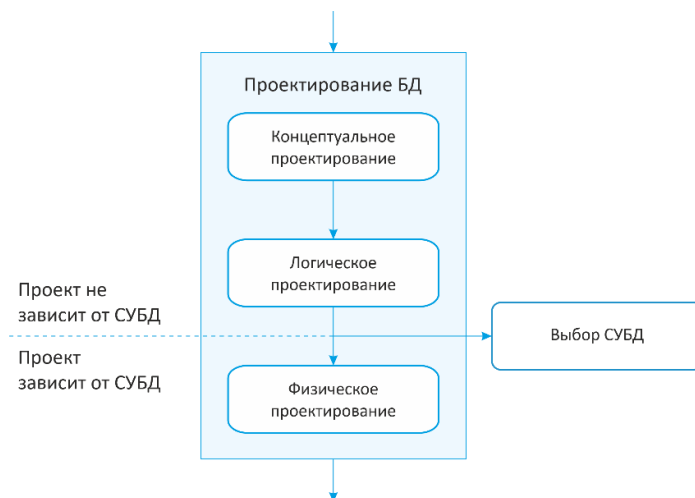 Проектирование БД
Концептуальное
проектирование
Логическое
проектирование
Проект не
зависит от СУБД
Выбор СУБД
Проект
зависит от СУБД
Физическое
проектирование